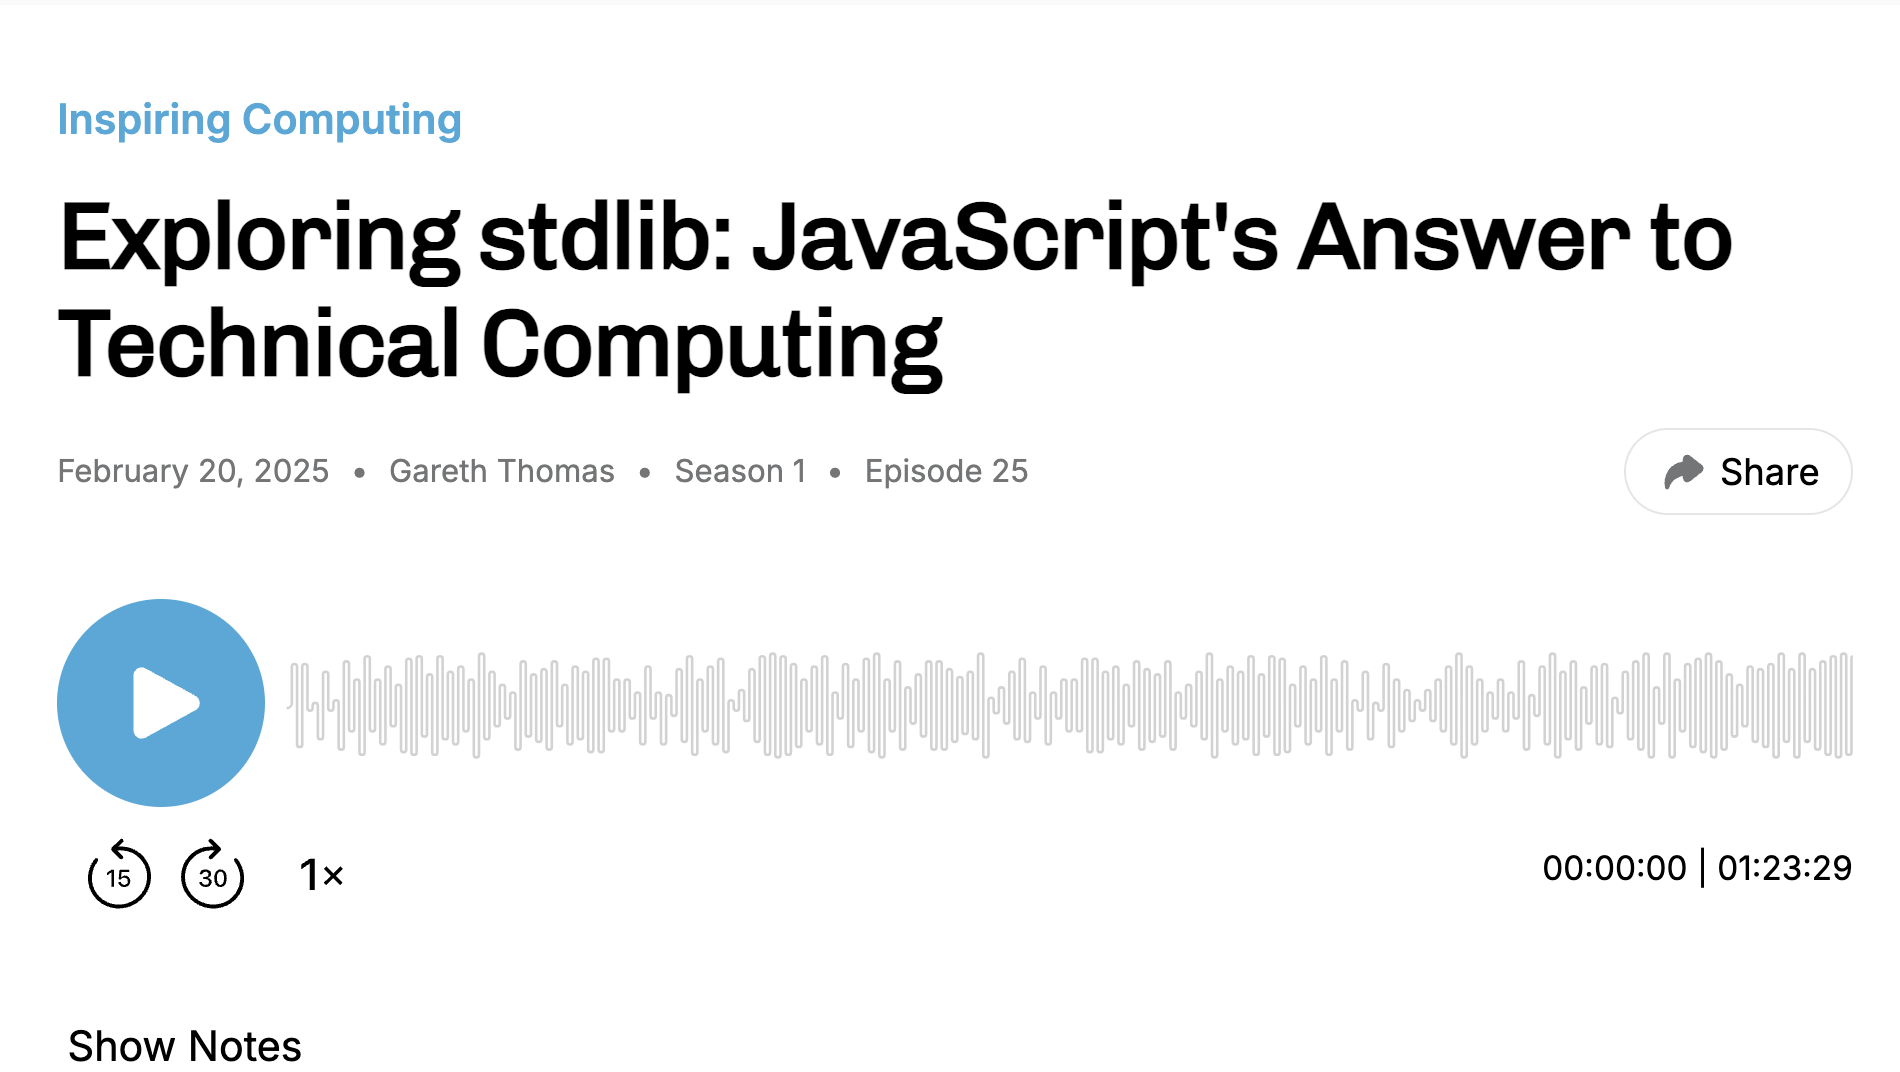 Inspiring Computing
Exploring stdlib: JavaScript's Answer to
Technical Computing
February 20, 2025 • Gareth Thomas • Season 1 • Episode 25
Share
15 30 1×
00:00:00 | 01:23:29
Show Notes